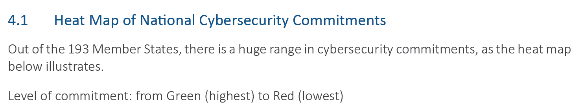 4.1 Heat Map of National Cybersecurity Commitments
Out of the 193 Member States, there is a huge range in cybersecurity commitments, as the heat map
below illustrates.
Level of commitment: from Green (highest) to Red (lowest)